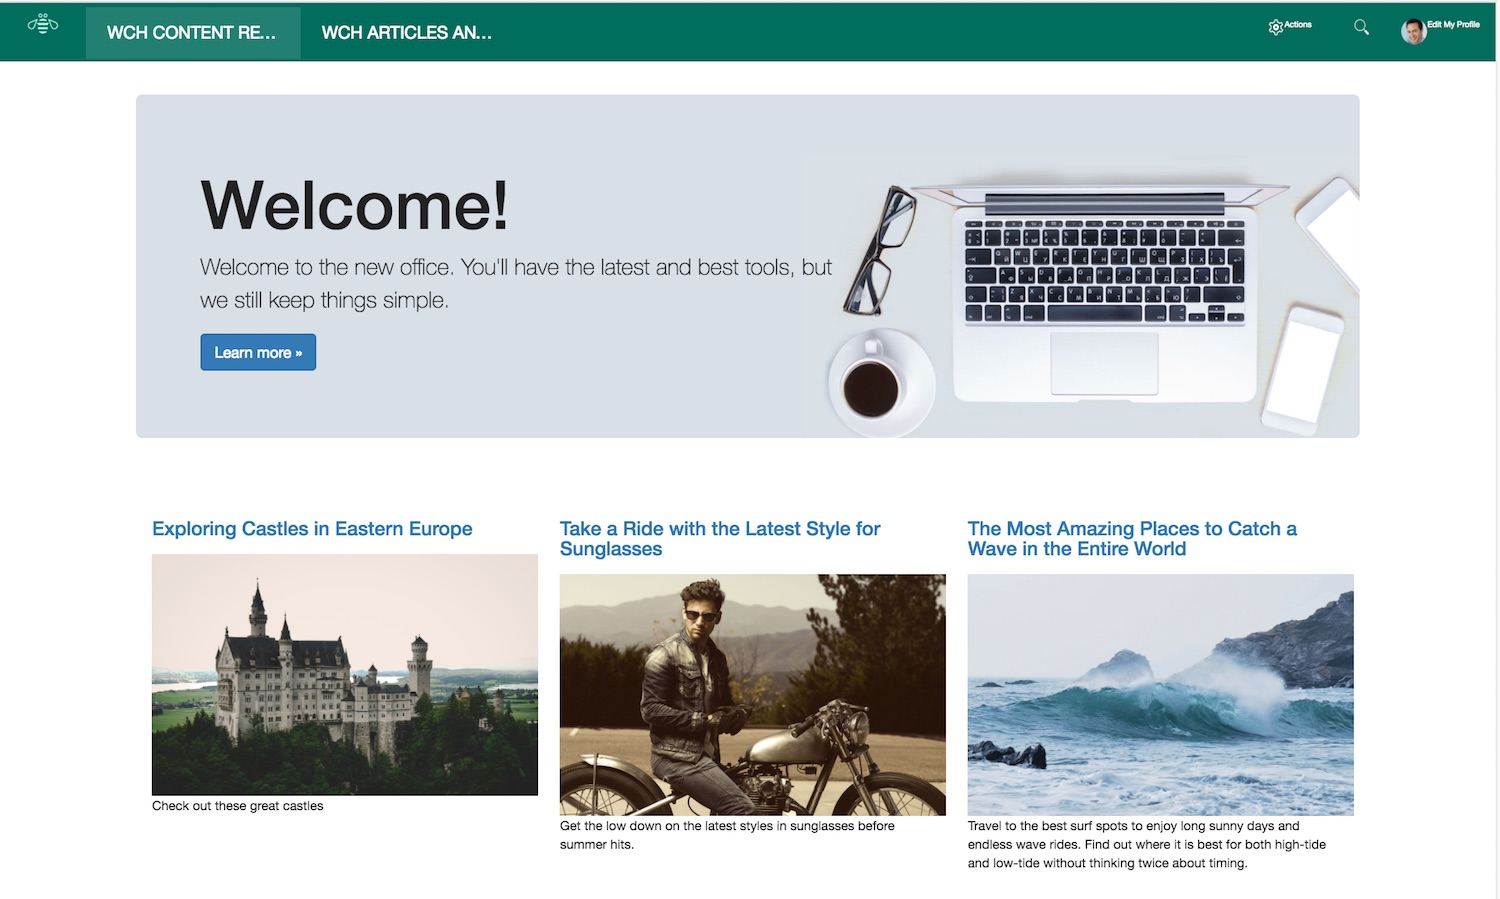 WCH CONTENT RE...
WCH ARTICLES AN...
Actions
Edit My Profile
Welcome!
Welcome to the new office. You'll have the latest and best tools, but
we still keep things simple.
Learn more »
Exploring Castles in Eastern Europe
Check out these great castles
Take a Ride with the Latest Style for
Sunglasses
Get the low down on the latest styles in sunglasses before
summer hits.
The Most Amazing Places to Catch a
Wave in the Entire World
Travel to the best surf spots to enjoy long sunny days and
endless wave rides. Find out where it is best for both high-tide
and low-tide without thinking twice about timing.